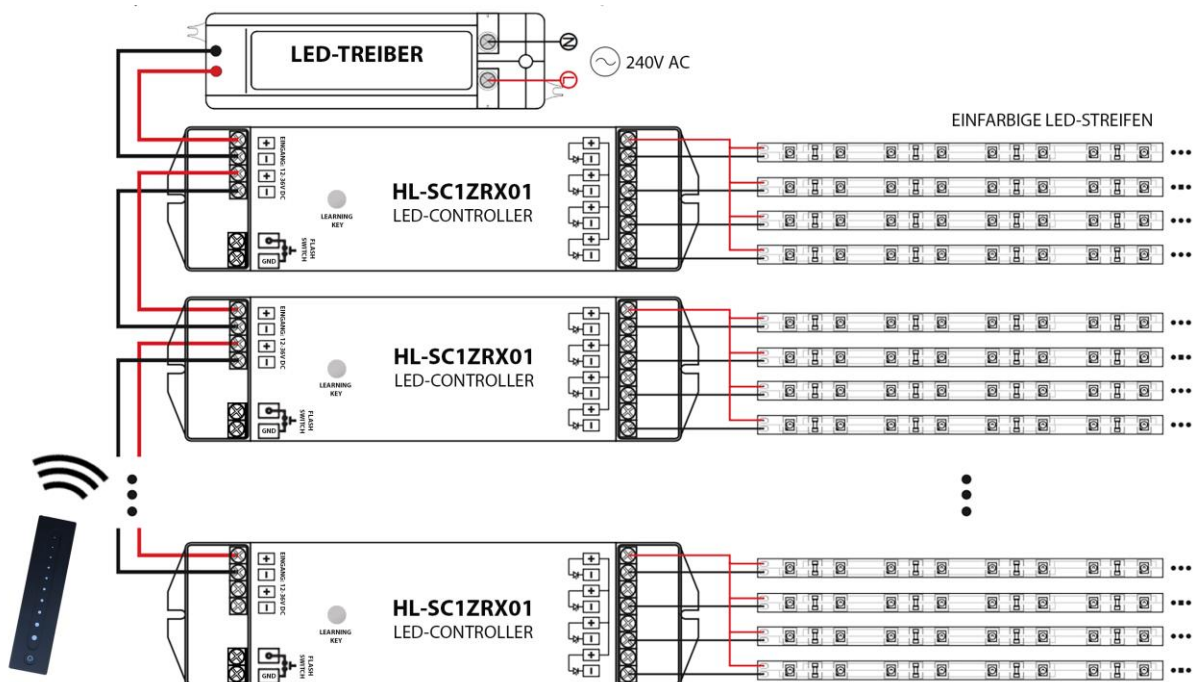 LED-TREIBER
N
L
240V AC
EINFARBIGE LED-STREIFEN
+
−
+
−
EINGANG: 12-36V DC
LEARNING
KEY
GND
FLASH
SWITCH
HL-SC1ZRX01
LED-CONTROLLER
+
−
+
−
+
−
+
−
+
−
+
−
EINGANG: 12-36V DC
LEARNING
KEY
GND
FLASH
SWITCH
HL-SC1ZRX01
LED-CONTROLLER
+
−
+
−
+
−
+
−
+
−
+
−
EINGANG: 12-36V DC
LEARNING
KEY
GND
FLASH
SWITCH
HL-SC1ZRX01
LED-CONTROLLER
+
−
+
−
+
−
+
−